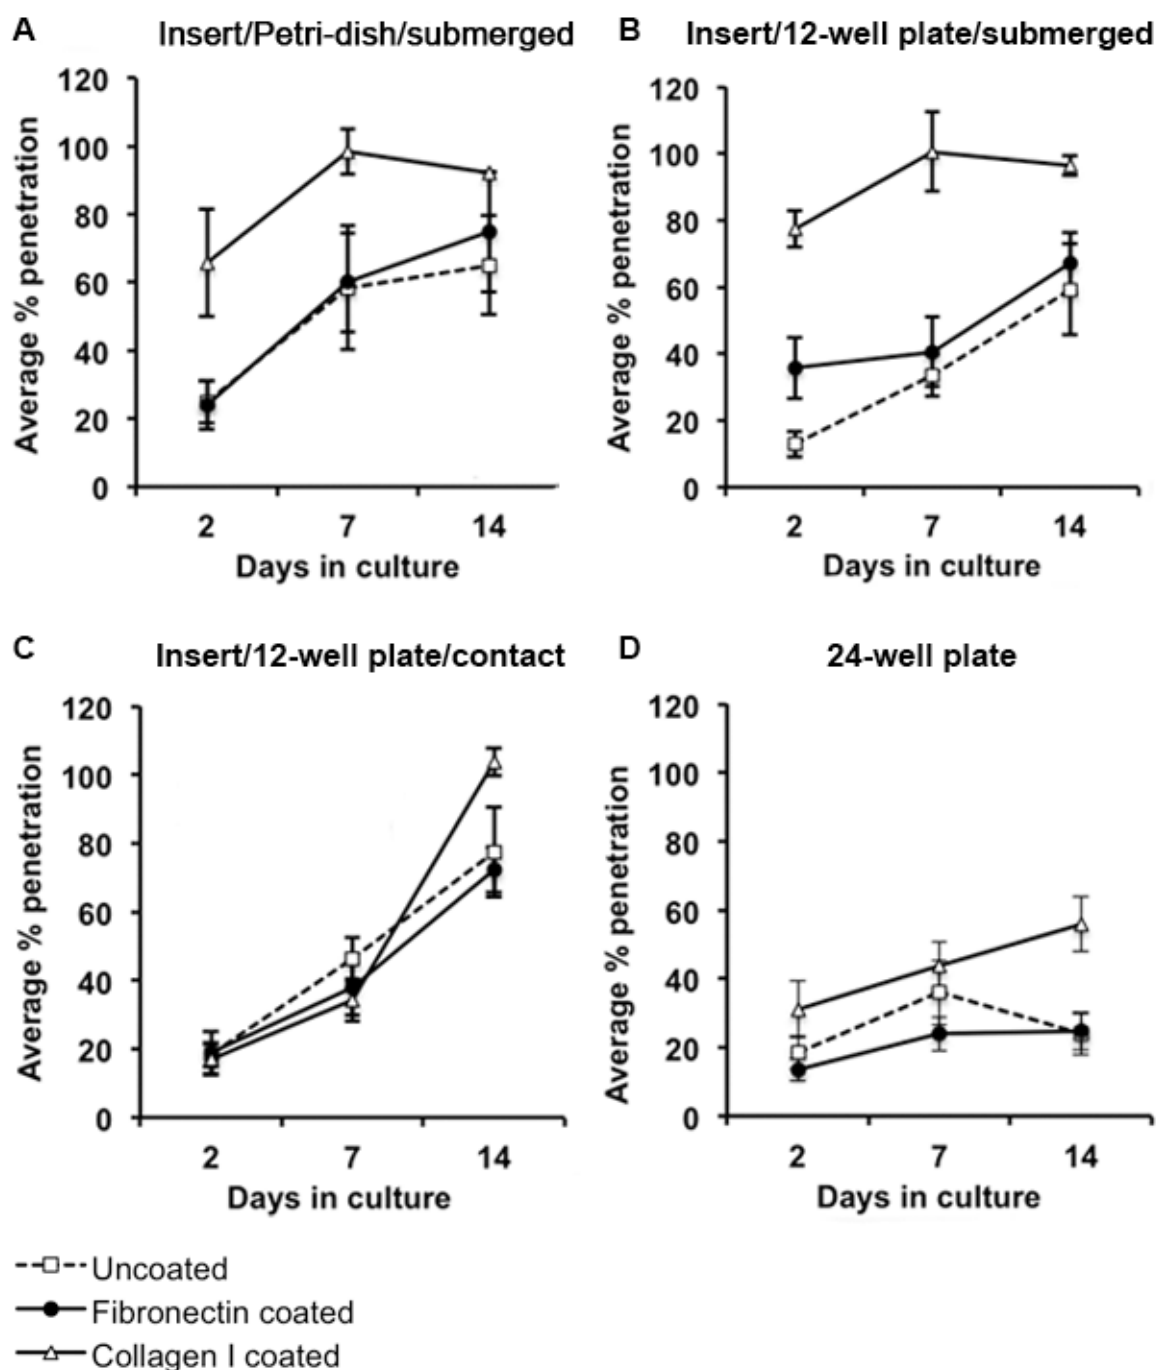 A Insert/Petri-dish/submerged
120
100
80
60
40
20
0
Average % penetration
2 7 14
Days in culture
B Insert/12-well plate/submerged
120
100
80
60
40
20
0
Average % penetration
2 7 14
Days in culture
C Insert/12-well plate/contact
120
100
80
60
40
20
0
Average % penetration
2 7 14
Days in culture
D 24-well plate
120
100
80
60
40
20
0
Average % penetration
2 7 14
Days in culture
Uncoated
Fibronectin coated
Collagen I coated